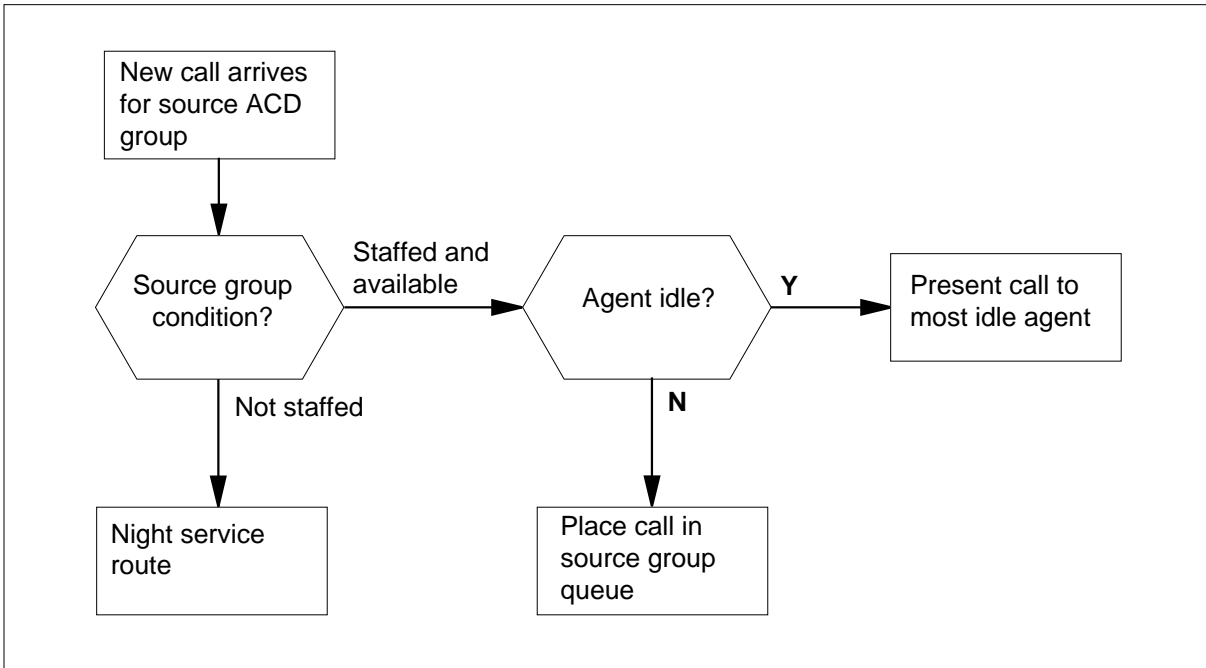 New call arrives
for source ACD
group
Source group
condition?
Staffed and
available
Agent idle?
Y
Present call to
most idle agent
Not staffed
N
Night service
route
Place call in
source group
queue